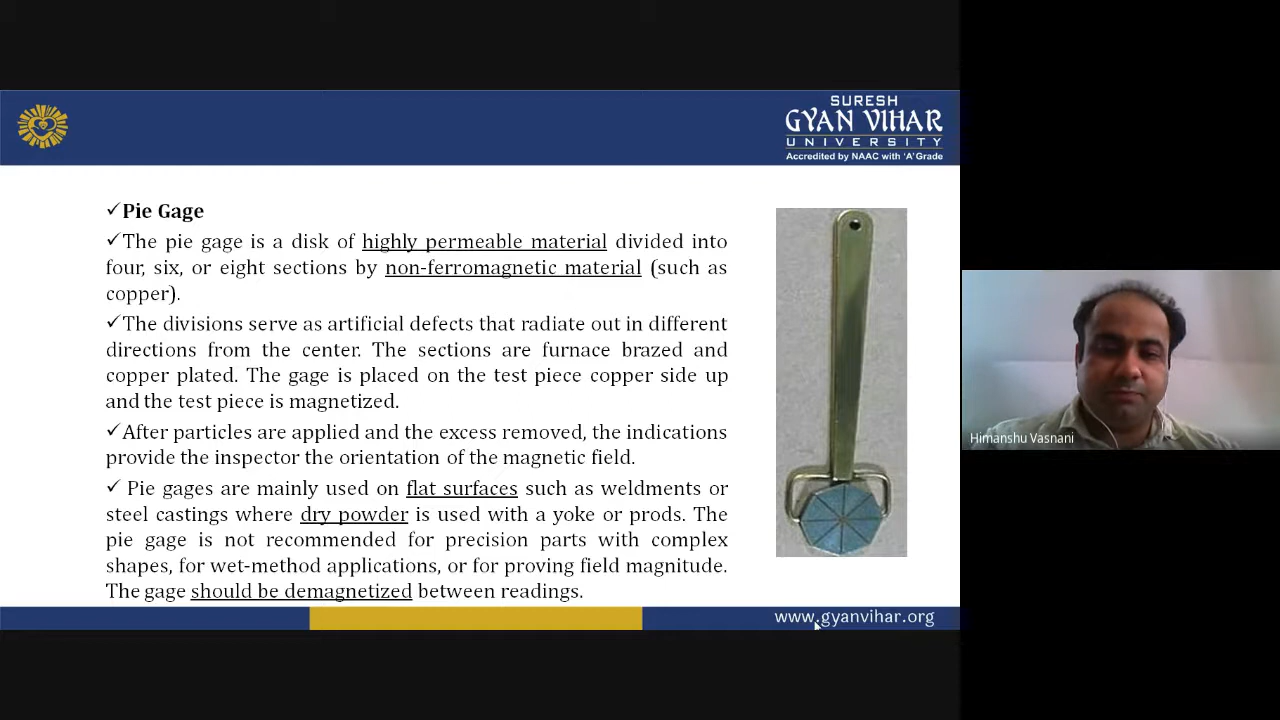 SURESH
GYAN VIHAR
UNIVERSITY
Accredited by NAAC with 'A' Grade
✓Pie Gage
✓The pie gage is a disk of highly permeable material divided into
four, six, or eight sections by non-ferromagnetic material (such as
copper).
✓The divisions serve as artificial defects that radiate out in different
directions from the center. The sections are furnace brazed and
copper plated. The gage is placed on the test piece copper side up
and the test piece is magnetized.
✓After particles are applied and the excess removed, the indications
provide the inspector the orientation of the magnetic field.
✓ Pie gages are mainly used on flat surfaces such as weldments or
steel castings where dry powder is used with a yoke or prods. The
pie gage is not recommended for precision parts with complex
shapes, for wet-method applications, or for proving field magnitude.
The gage should be demagnetized between readings.
www.gyanvihar.org
Himanshu Vasnani